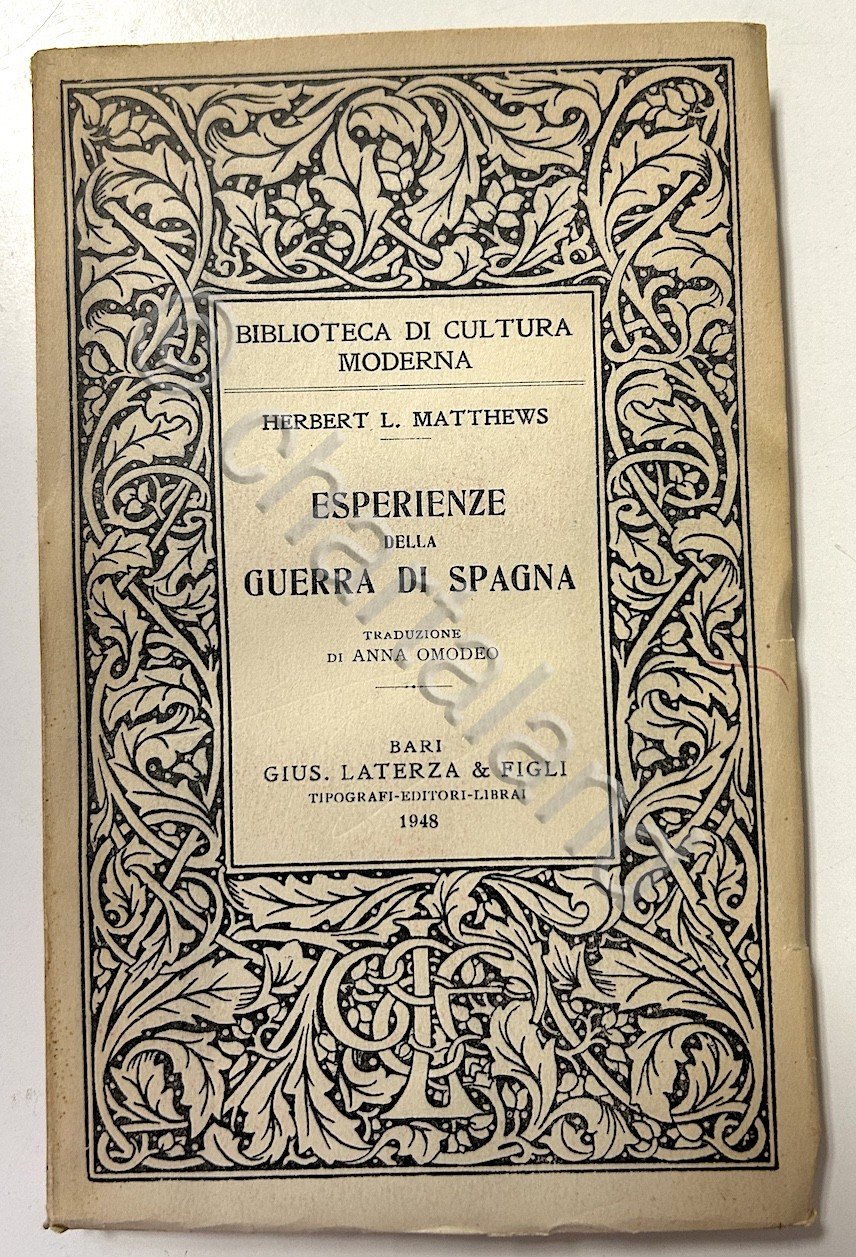 BIBLIOTECA DI CULTURA
MODERNA
HERBERT L. MATTHEWS
ESPERIENZE
DELLA
GUERRA DI SPAGNA
TRADUZIONE
DI ANNA OMODEO
BARI
GIUS. LATERZA & FIGLI
TIPOGRAFI-EDITORI-LIBRAI
1948
© chartaland